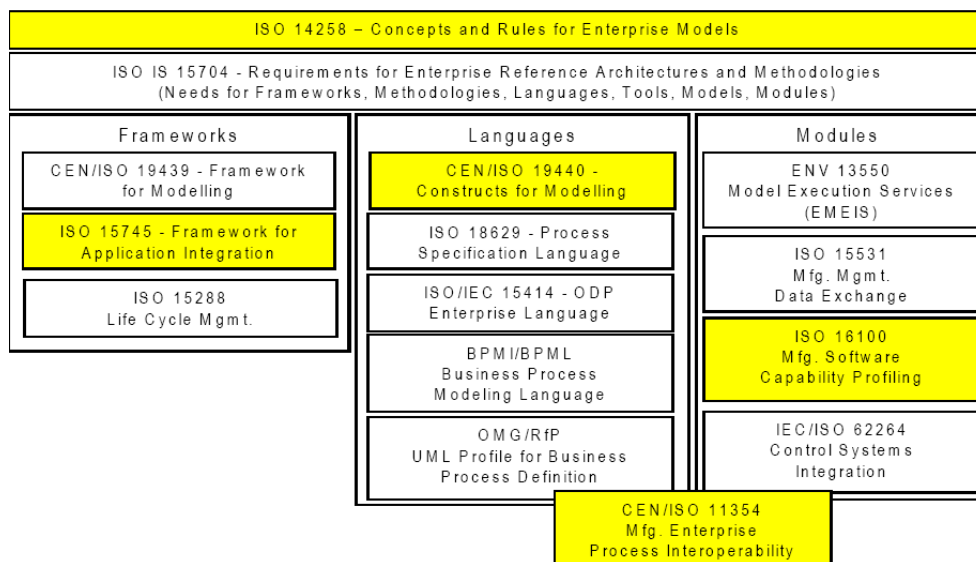 ISO 14258 – Concepts and Rules for Enterprise Models
ISO IS 15704 - Requirements for Enterprise Reference Architectures and Methodologies
(Needs for Frameworks, Methodologies, Languages, Tools, Models, Modules)
Frameworks
CEN/ISO 19439 - Framework
for Modelling
ISO 15745 - Framework for
Application Integration
ISO 15288
Life Cycle Mgmt.
Languages
CEN/ISO 19440 -
Constructs for Modelling
ISO 18629 - Process
Specification Language
ISO/IEC 15414 - ODP
Enterprise Language
BPMI/BPML
Business Process
Modeling Language
OMG/RfP
UML Profile for Business
Process Definition
Modules
ENV 13550
Model Execution Services
(EMEIS)
ISO 15531
Mfg. Mgmt.
Data Exchange
ISO 16100
Mfg. Software
Capability Profiling
IEC/ISO 62264
Control Systems
Integration
CEN/ISO 11354
Mfg. Enterprise
Process Interoperability